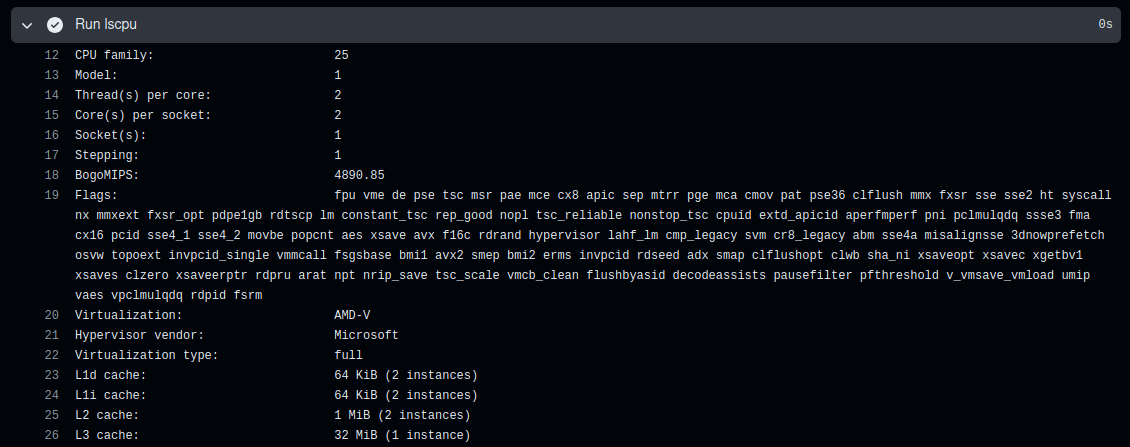 Run lscpu 0s
12 CPU family: 25
13 Model: 1
14 Thread(s) per core: 2
15 Core(s) per socket: 2
16 Socket(s): 1
17 Stepping: 1
18 BogoMIPS: 4890.85
19 Flags: fpu vme de pse tsc msr pae mce cx8 apic sep mtrr pge mca cmov pat pse36 clflush mmx fxsr sse sse2 ht syscall
nx mmxext fxsr_opt pdpe1gb rdtscp lm constant_tsc rep_good nopl tsc_reliable nonstop_tsc cpuid extd_apicid aperfmperf pni pclmulqdq ssse3 fma
cx16 pcid sse4_1 sse4_2 movbe popcnt aes xsave avx f16c rdrand hypervisor lahf_lm cmp_legacy svm cr8_legacy abm sse4a misalignsse 3dnowprefetch
osvw topoext invpcid_single vmmcall fsgsbase bmi1 avx2 smep bmi2 erms invpcid rdseed adx smap clflushopt clwb sha_ni xsaveopt xsavec xgetbv1
xsaves clzero xsaveerptr rdpru arat npt nrip_save tsc_scale vmcb_clean flushbyasid decodeassists pausefilter pfthreshold v_vmsave_vmload umip
vaes vpclmulqdq rdpid fsrm
20 Virtualization: AMD-V
21 Hypervisor vendor: Microsoft
22 Virtualization type: full
23 L1d cache: 64 KiB (2 instances)
24 L1i cache: 64 KiB (2 instances)
25 L2 cache: 1 MiB (2 instances)
26 L3 cache: 32 MiB (1 instance)